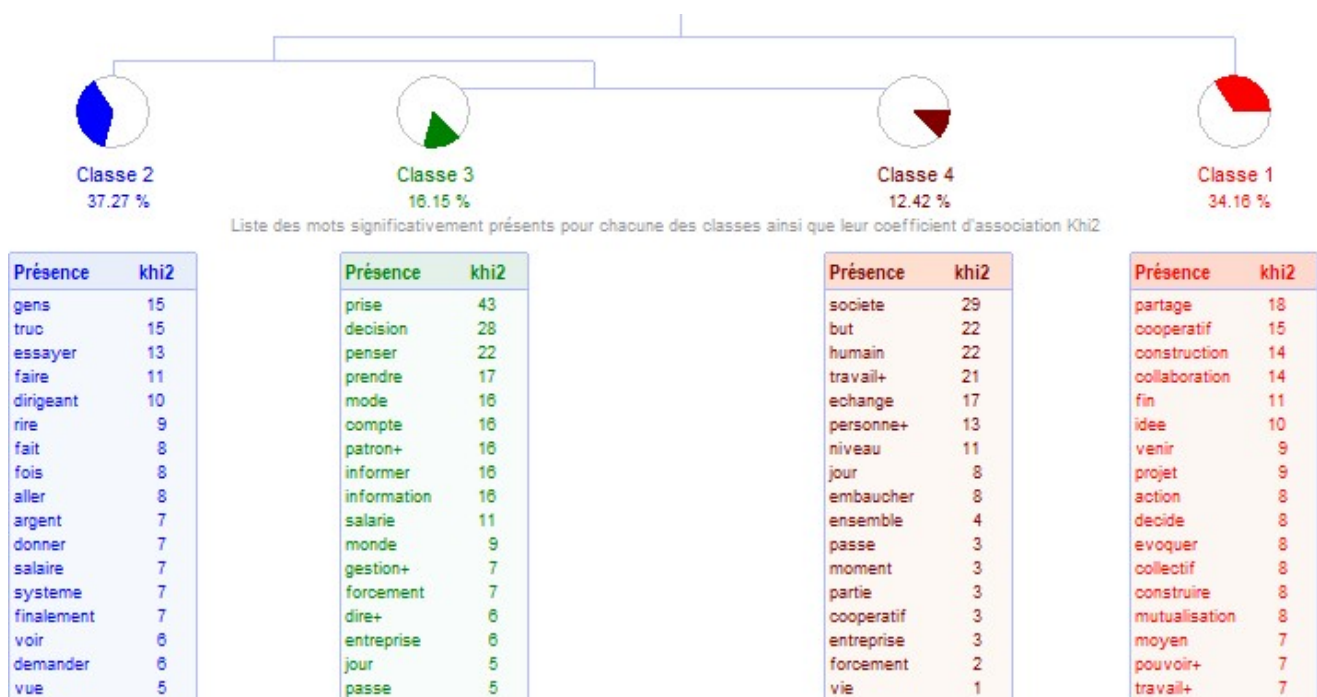 Classe 2 Classe 3 Classe 4 Classe 1
37.27 % 16.15 % 12.42 % 34.16 %
Liste des mots significativement présents pour chacune des classes ainsi que leur coefficient d'association Khi2
Présence khi2 Présence khi2 Présence khi2 Présence khi2
gens 15 prise 43 societe 29 partage 18
truc 15 decision 28 but 22 cooperatif 15
essayer 13 penser 22 humain 22 construction 14
faire 11 prendre 17 travail+ 21 collaboration 14
dirigeant 10 mode 16 echange 17 fin 11
rire 9 compte 16 personne+ 13 idee 10
fait 8 patron+ 16 niveau 11 venir 9
fois 8 informer 16 jour 8 projet 9
aller 8 information 16 embaucher 8 action 8
argent 7 salarie 11 ensemble 4 decide 8
donner 7 monde 9 passe 3 evoquer 8
salaire 7 gestion+ 7 moment 3 collectif 8
systeme 7 forcement 7 partie 3 construire 8
finalement 7 dire+ 6 cooperatif 3 mutualisation 8
voir 6 entreprise 6 entreprise 3 moyen 7
demander 6 jour 5 forcement 2 pouvoir+ 7
vue 5 passe 5 vie 1 travail+ 7